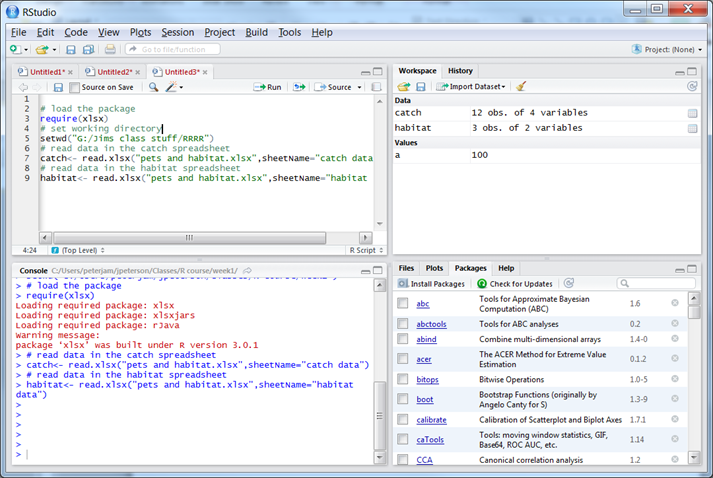 RStudio
File Edit Code View Plots Session Project Build Tools Help
Go to file/function
Project: (None)
Untitled1* Untitled2* Untitled3*
Source on Save Run Source
1
2 # load the package
3 require(xlsx)
4 # set working directory
5 setwd("G:/Jims class stuff/RRRR")
6 # read data in the catch spreadsheet
7 catch<- read.xlsx("pets and habitat.xlsx",sheetName="catch data
8 # read data in the habitat spreadsheet
9 habitat<- read.xlsx("pets and habitat.xlsx",sheetName="habitat
4:24 (Top Level) R Script
Console C:/Users/peterjam/jpeterson/Classes/R course/week1/
> # load the package
> require(xlsx)
Loading required package: xlsx
Loading required package: xlsxjars
Loading required package: rJava
Warning message:
package ‘xlsx’ was built under R version 3.0.1
> # read data in the catch spreadsheet
> catch<- read.xlsx("pets and habitat.xlsx",sheetName="catch data")
> # read data in the habitat spreadsheet
> habitat<- read.xlsx("pets and habitat.xlsx",sheetName="habitat
data")
>
>
>
>
>
Workspace History
Import Dataset
Data
catch 12 obs. of 4 variables
habitat 3 obs. of 2 variables
Values
a 100
Files Plots Packages Help
Install Packages Check for Updates
abc Tools for Approximate Bayesian Computation (ABC) 1.6
abctools Tools for ABC analyses 0.2
abind Combine multi-dimensional arrays 1.4-0
acer The ACER Method for Extreme Value Estimation 0.1.2
bitops Bitwise Operations 1.0-5
boot Bootstrap Functions (originally by Angelo Canty for S) 1.3-9
calibrate Calibration of Scatterplot and Biplot Axes 1.7.1
caTools Tools: moving window statistics, GIF, Base64, ROC AUC, etc. 1.14
CCA Canonical correlation analysis 1.2